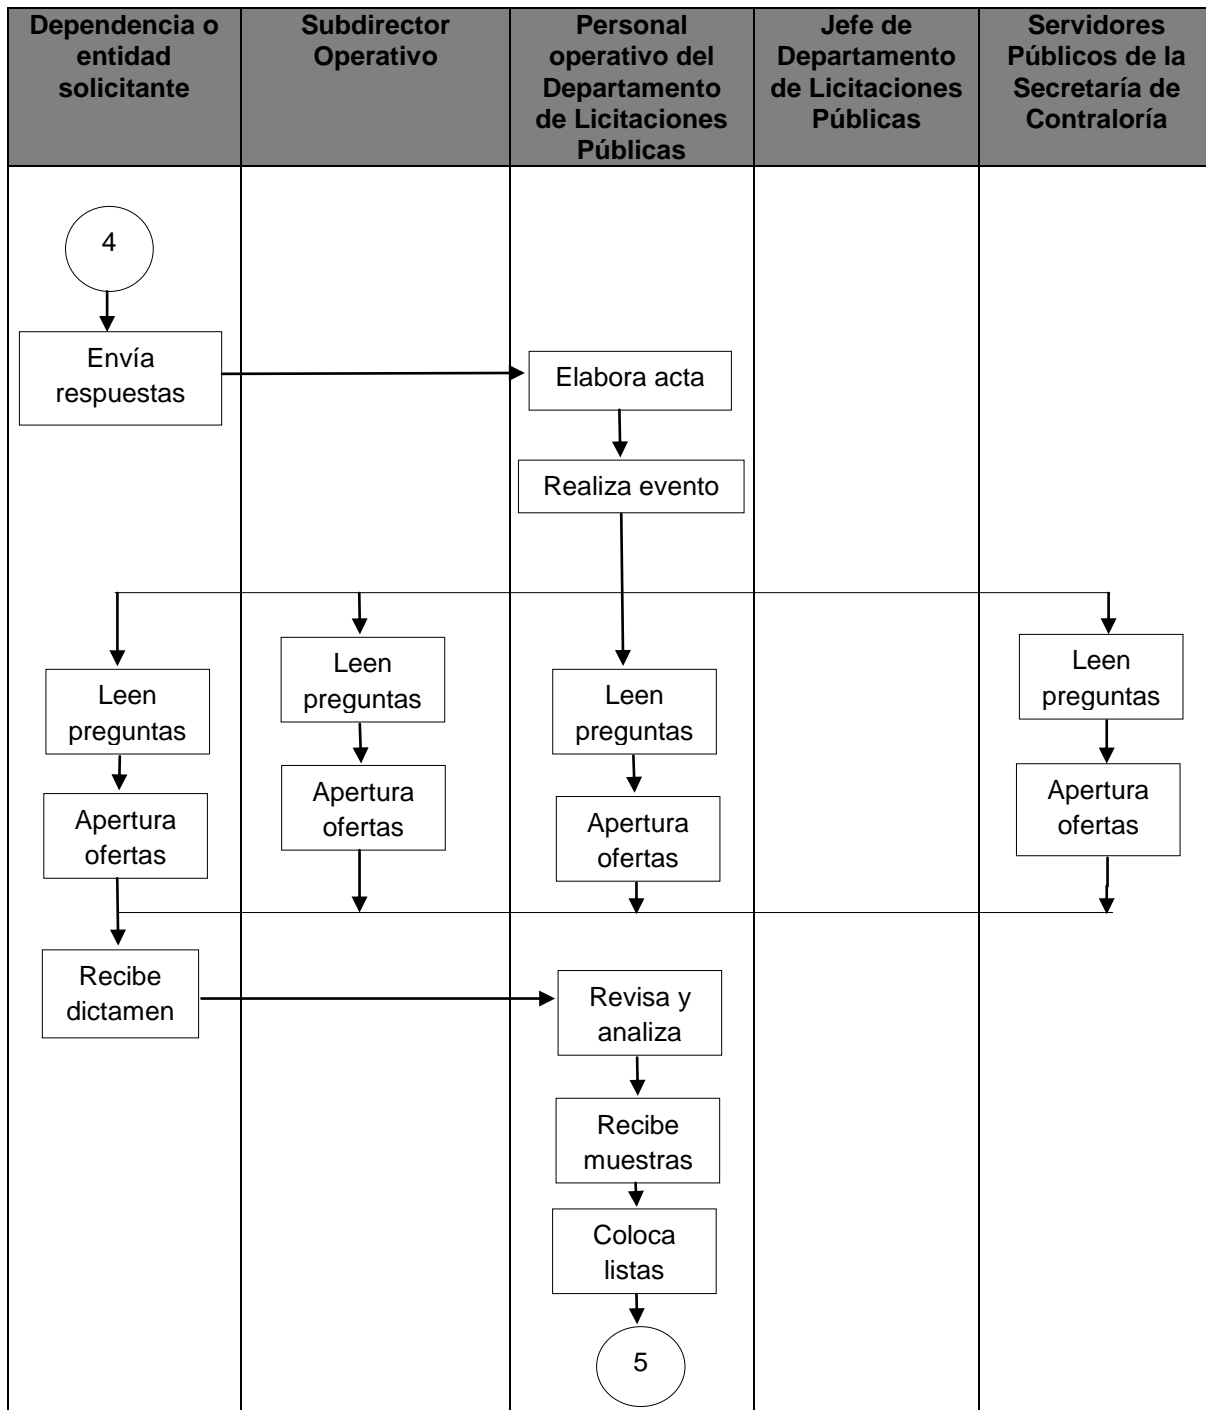 Dependencia o
entidad
solicitante
Subdirector
Operativo
Personal
operativo del
Departamento
de Licitaciones
Públicas
Jefe de
Departamento
de Licitaciones
Públicas
Servidores
Públicos de la
Secretaría de
Contraloría
4
Envía
respuestas
Elabora acta
Realiza evento
Leen
preguntas
Leen
preguntas
Leen
preguntas
Leen
preguntas
Apertura
ofertas
Apertura
ofertas
Apertura
ofertas
Apertura
ofertas
Recibe
dictamen
Revisa y
analiza
Recibe
muestras
Coloca
listas
5